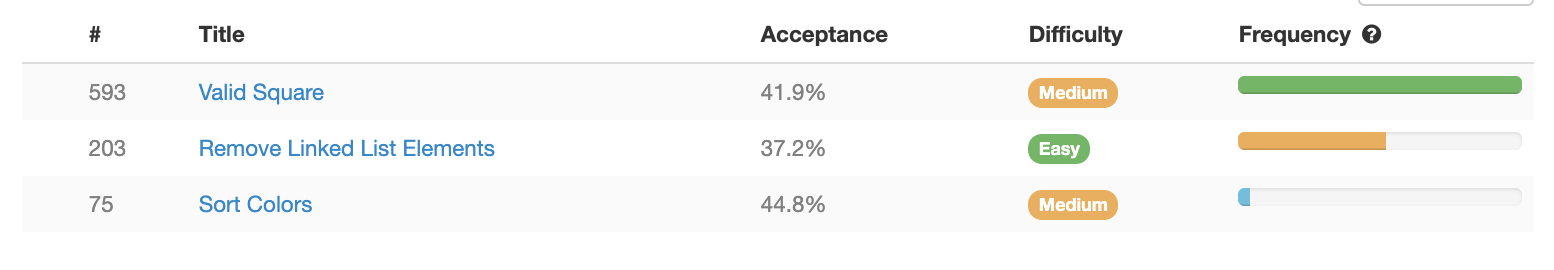 # Title Acceptance Difficulty Frequency ?
593 Valid Square 41.9% Medium
203 Remove Linked List Elements 37.2% Easy
75 Sort Colors 44.8% Medium